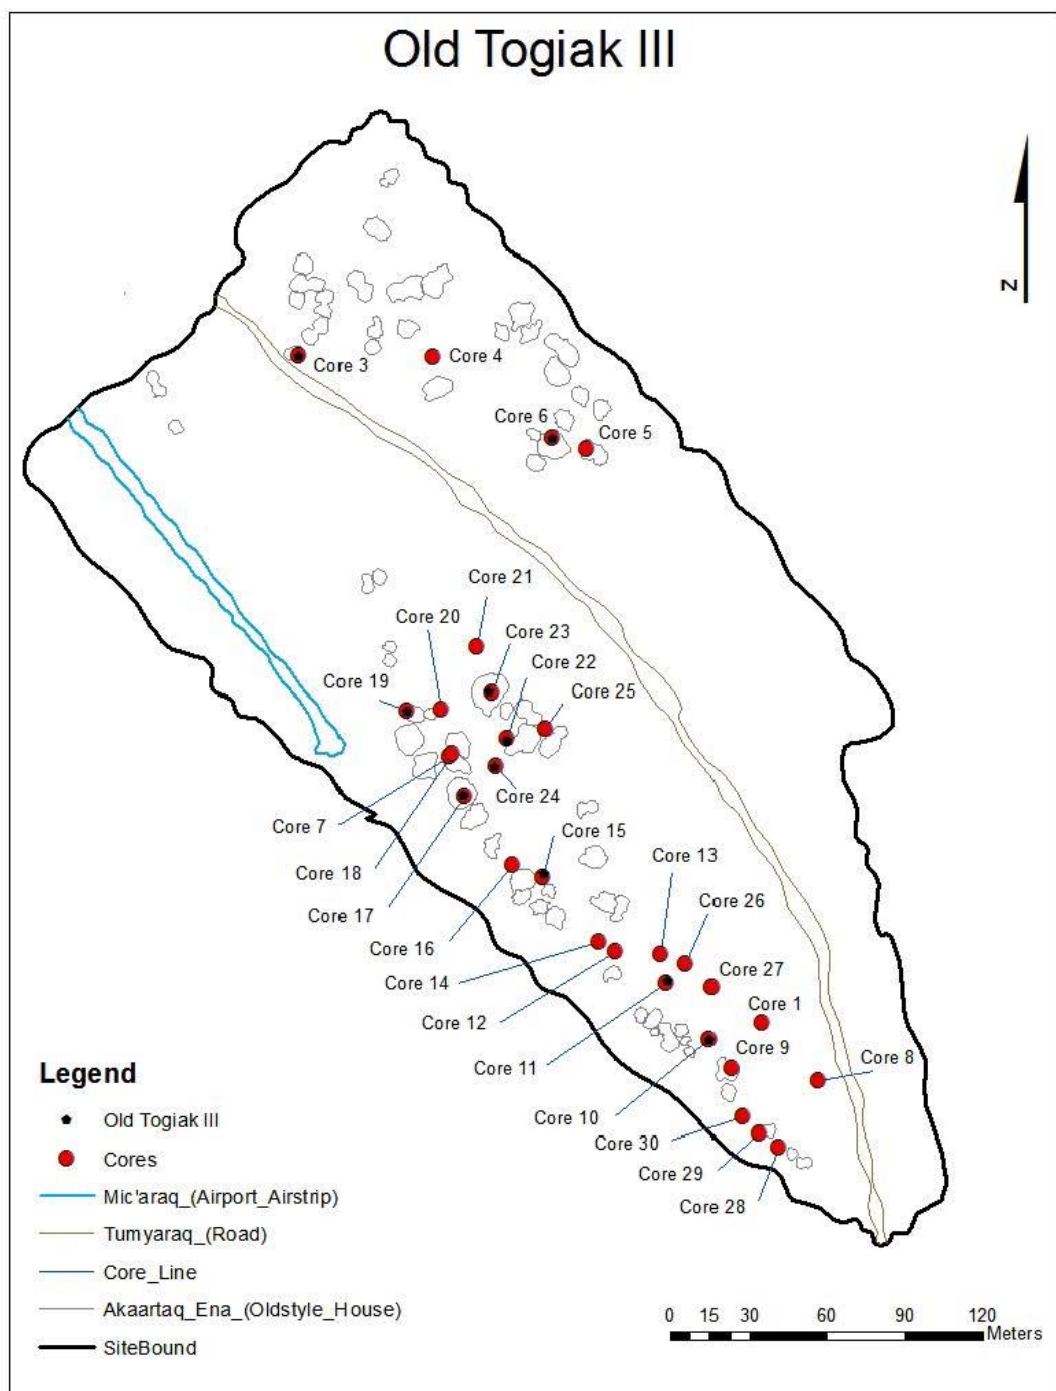 Old Togiak III
N
Core 3
Core 4
Core 6
Core 5
Core 21
Core 20
Core 23
Core 22
Core 19
Core 25
Core 24
Core 7
Core 15
Core 13
Core 18
Core 26
Core 17
Core 16
Core 27
Core 14
Core 1
Core 12
Core 9
Core 8
Core 11
Core 10
Core 30
Core 29
Core 28
Legend
Old Togiak III
Cores
Mic'araq_(Airport_Airstrip)
Tumyaraq_(Road)
Core_Line
Akaartaq_Ena_(Oldstyle_House)
SiteBound
0 15 30 60 90 120
Meters